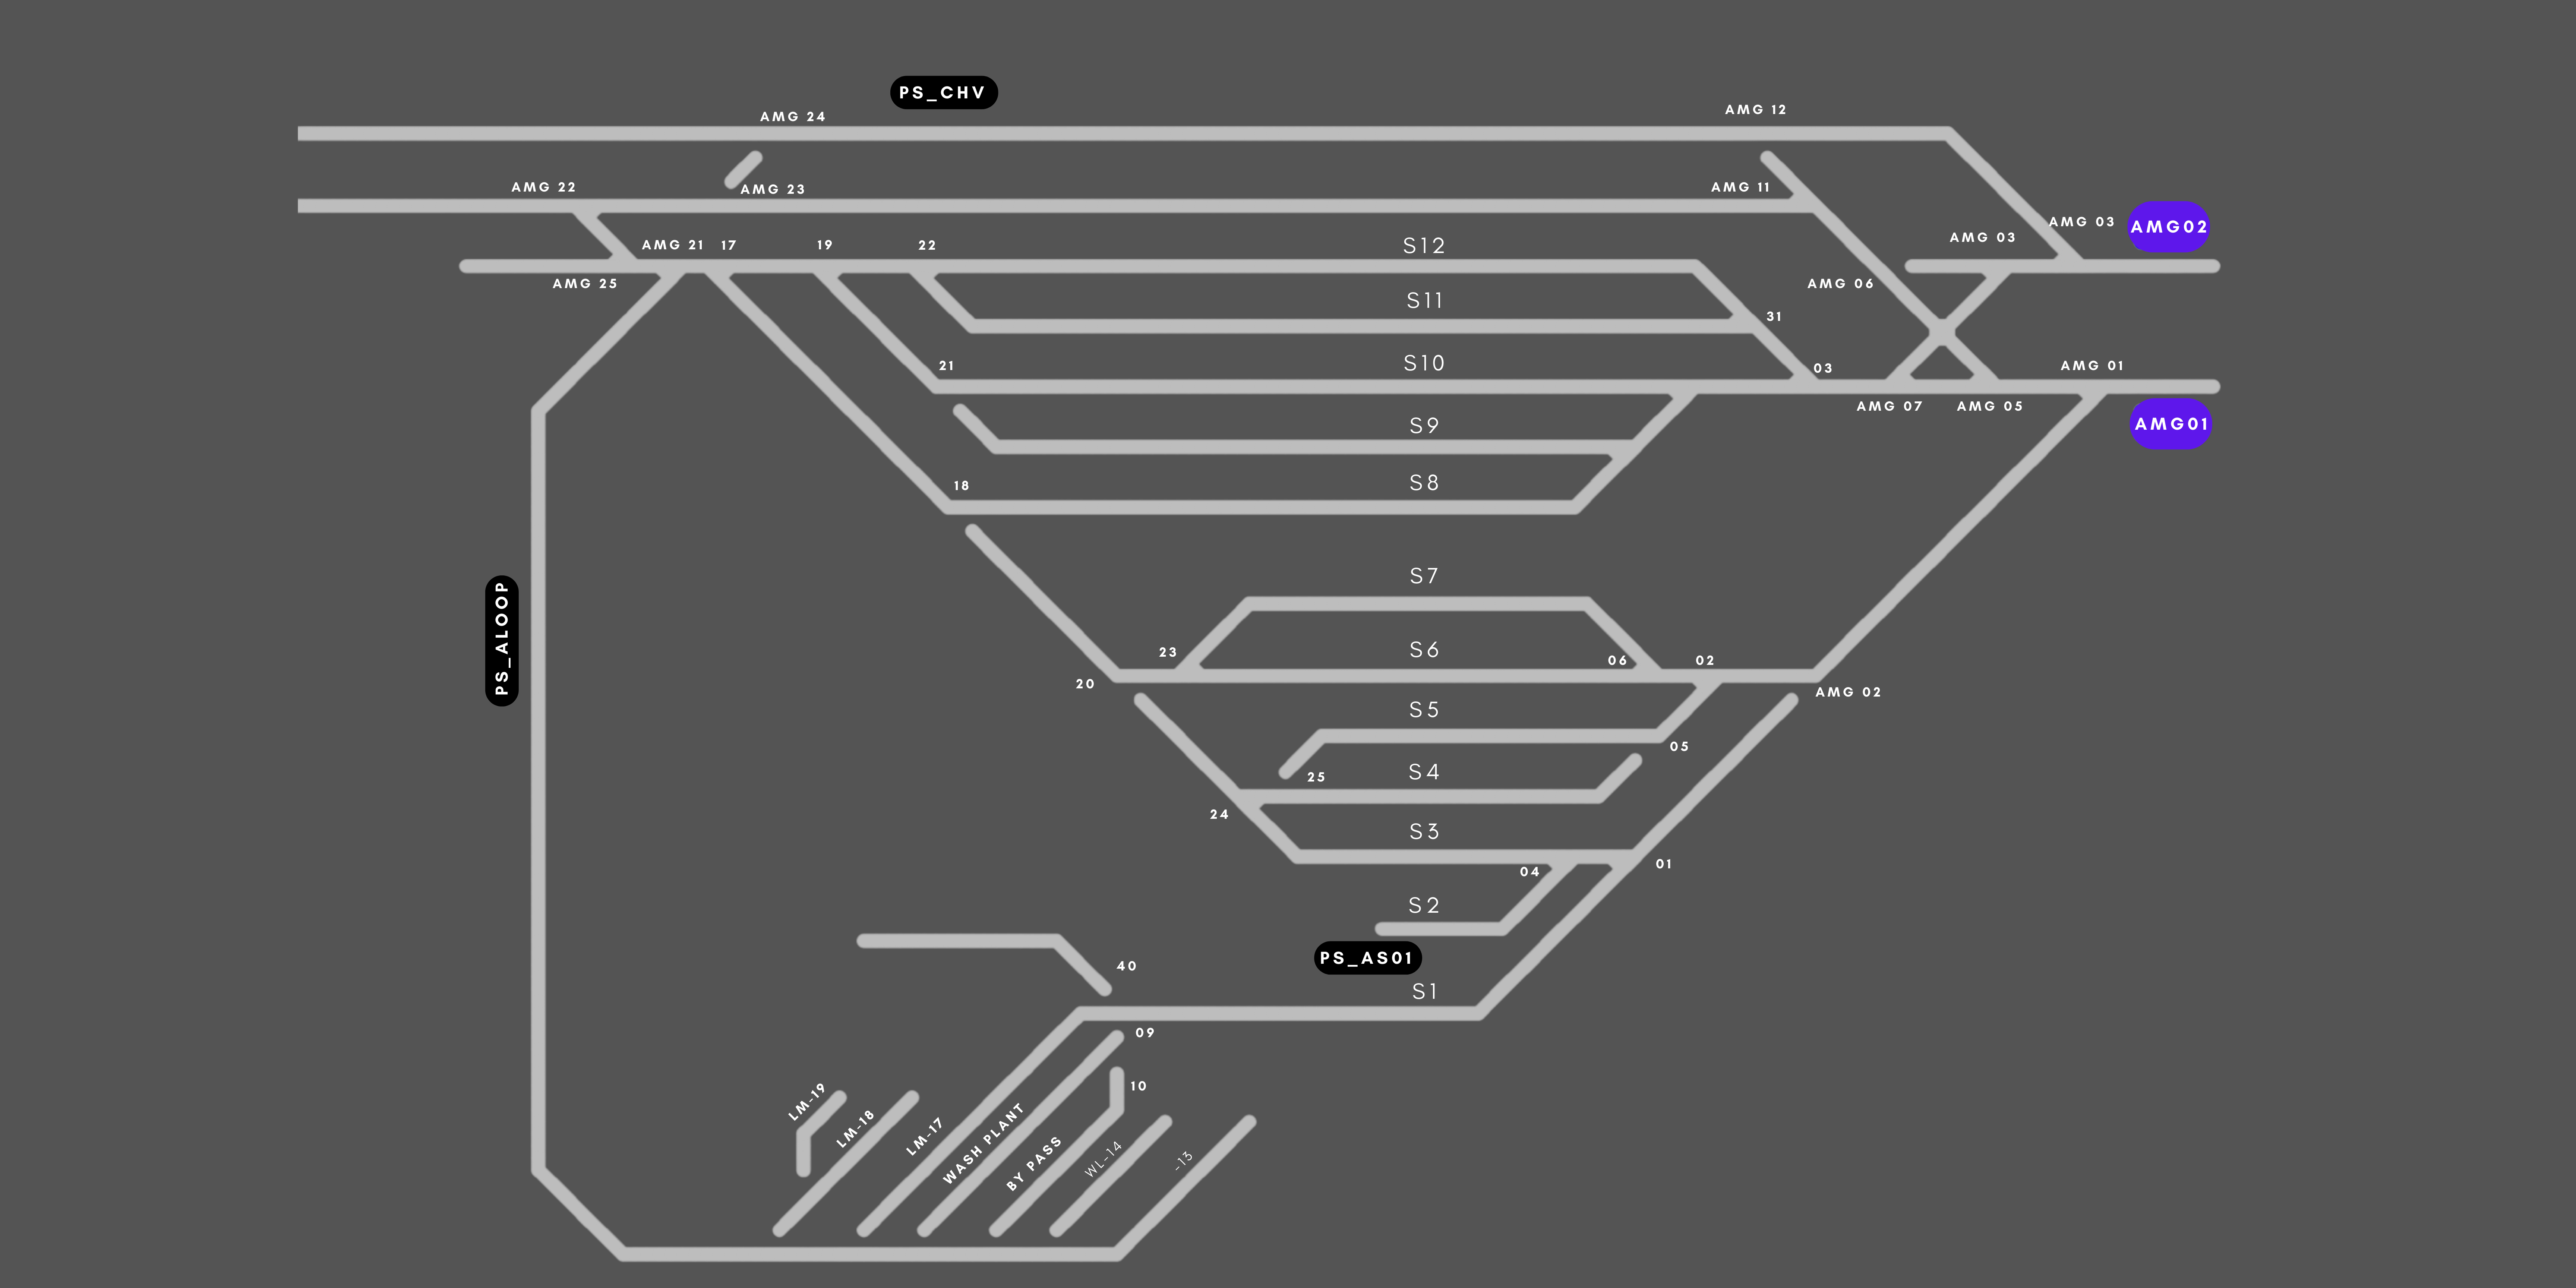 PS_CHV
AMG 24
AMG 12
AMG 22
AMG 23
AMG 11
AMG 03
AMG02
AMG 03
AMG 21
17
19
22
S12
AMG 25
AMG 06
S11
31
21
S10
03
AMG 01
AMG 07
AMG 05
AMG01
S9
18
S8
S7
PS_ALOOP
23
S6
06
02
20
AMG 02
S5
05
25
S4
24
S3
04
01
S2
PS_AS01
40
S1
09
10
LM-19
LM-18
LM-17
WASH PLANT
BY PASS
WL-14
-13